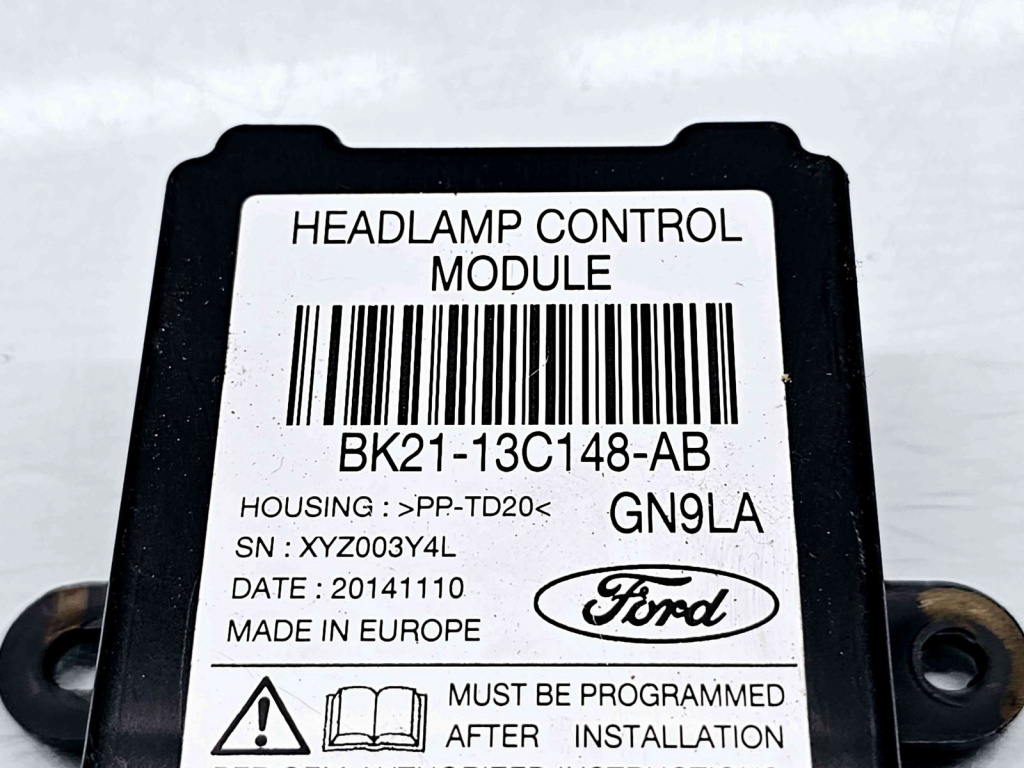 HEADLAMP CONTROL
MODULE
BK21-13C148-AB
HOUSING : >PP-TD20<
GN9LA
SN : XYZ003Y4L
DATE : 20141110
Ford
MADE IN EUROPE
MUST BE PROGRAMMED
AFTER INSTALLATION